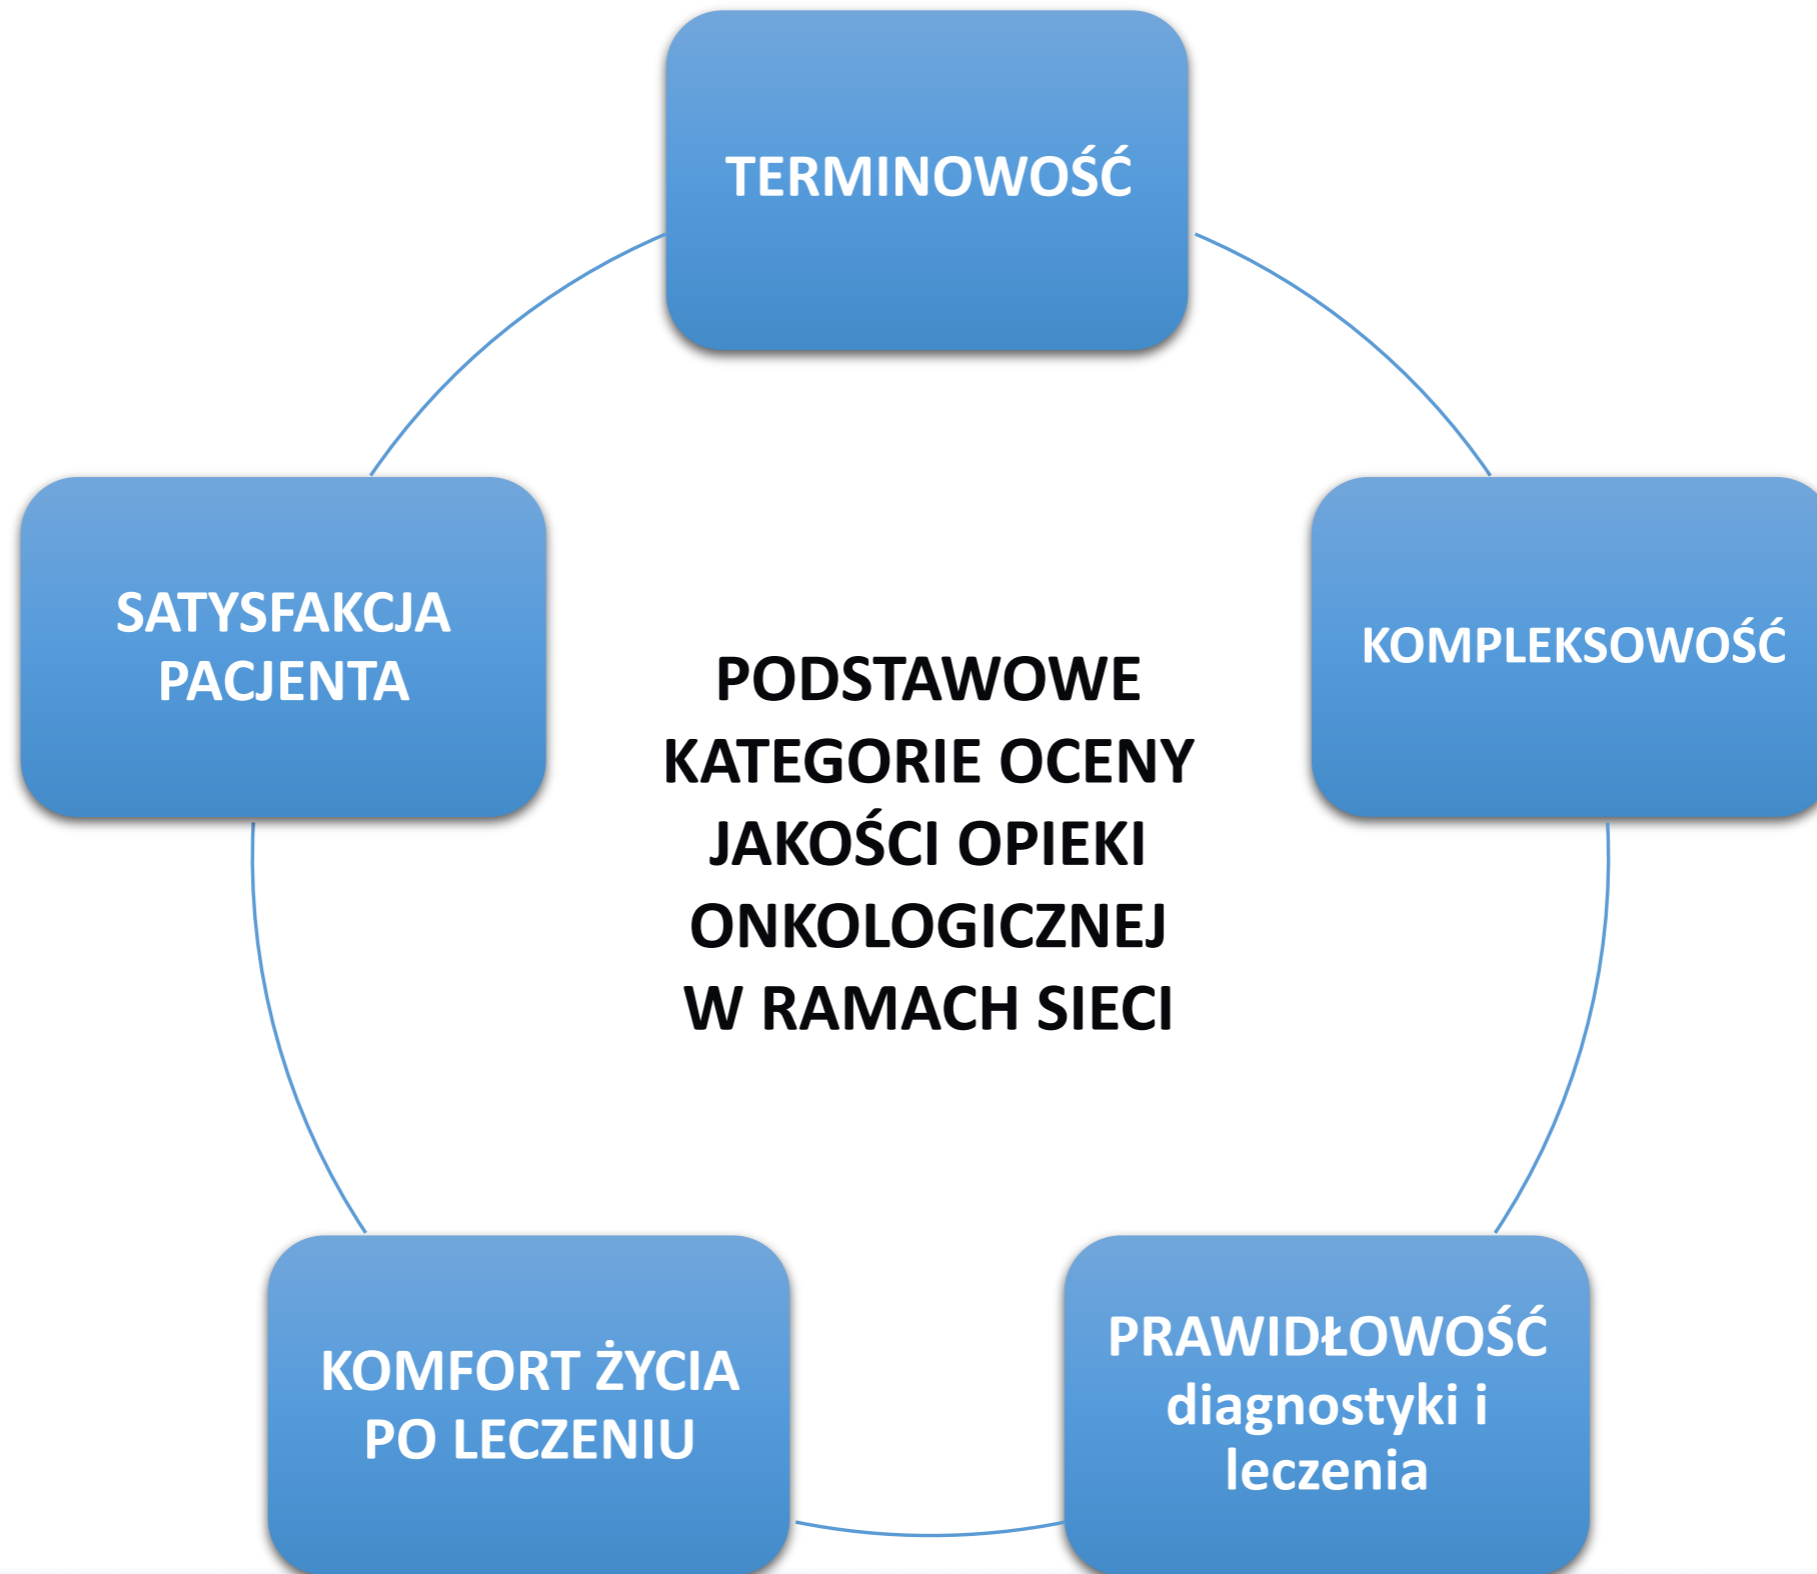 TERMINOWOŚĆ
SATYSFAKCJA
PACJENTA
KOMPLEKSOWOŚĆ
PODSTAWOWE
KATEGORIE OCENY
JAKOŚCI OPIEKI
ONKOLOGICZNEJ
W RAMACH SIECI
KOMFORT ŻYCIA
PO LECZENIU
PRAWIDŁOWOŚĆ
diagnostyki i
leczenia